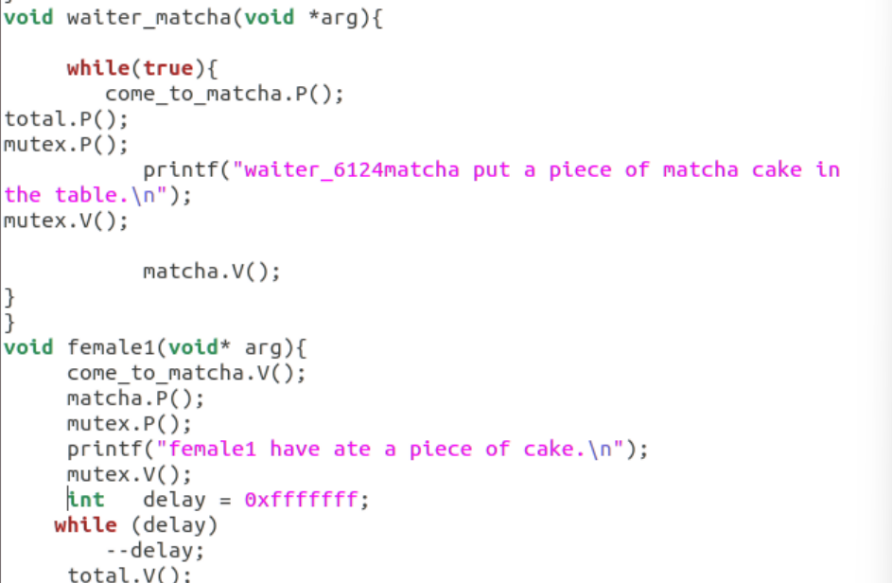 void waiter_matcha(void *arg){
while(true){
come_to_matcha.P();
total.P();
mutex.P();
printf("waiter_6124matcha put a piece of matcha cake in
the table.\n");
mutex.V();
matcha.V();
}
}
void female1(void* arg){
come_to_matcha.V();
matcha.P();
mutex.P();
printf("female1 have ate a piece of cake.\n");
mutex.V();
int   delay = 0xfffffff;
while (delay)
--delay;
total.V();